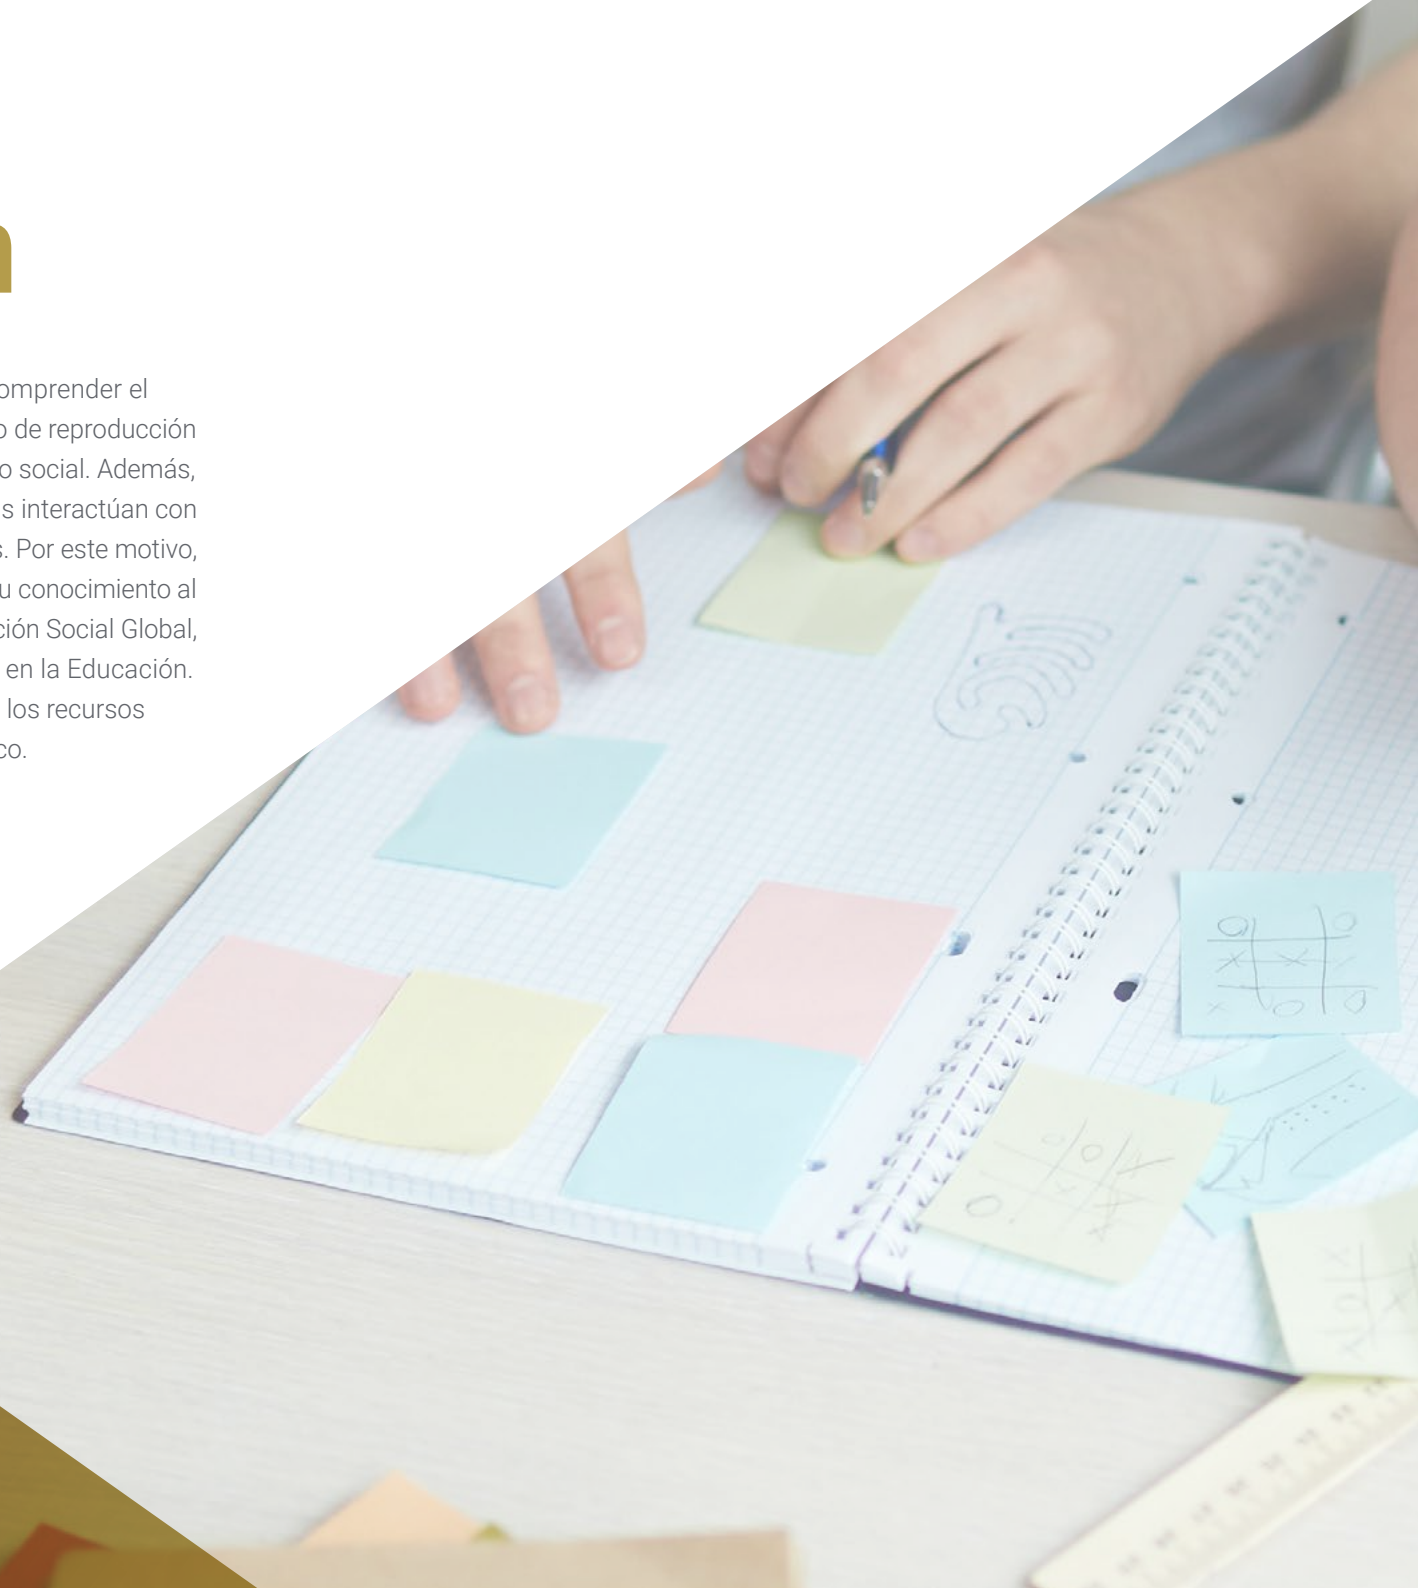 n
omprender el
o de reproducción
o social. Además,
s interactúan con
s. Por este motivo,
u conocimiento al
ción Social Global,
en la Educación.
los recursos
co.